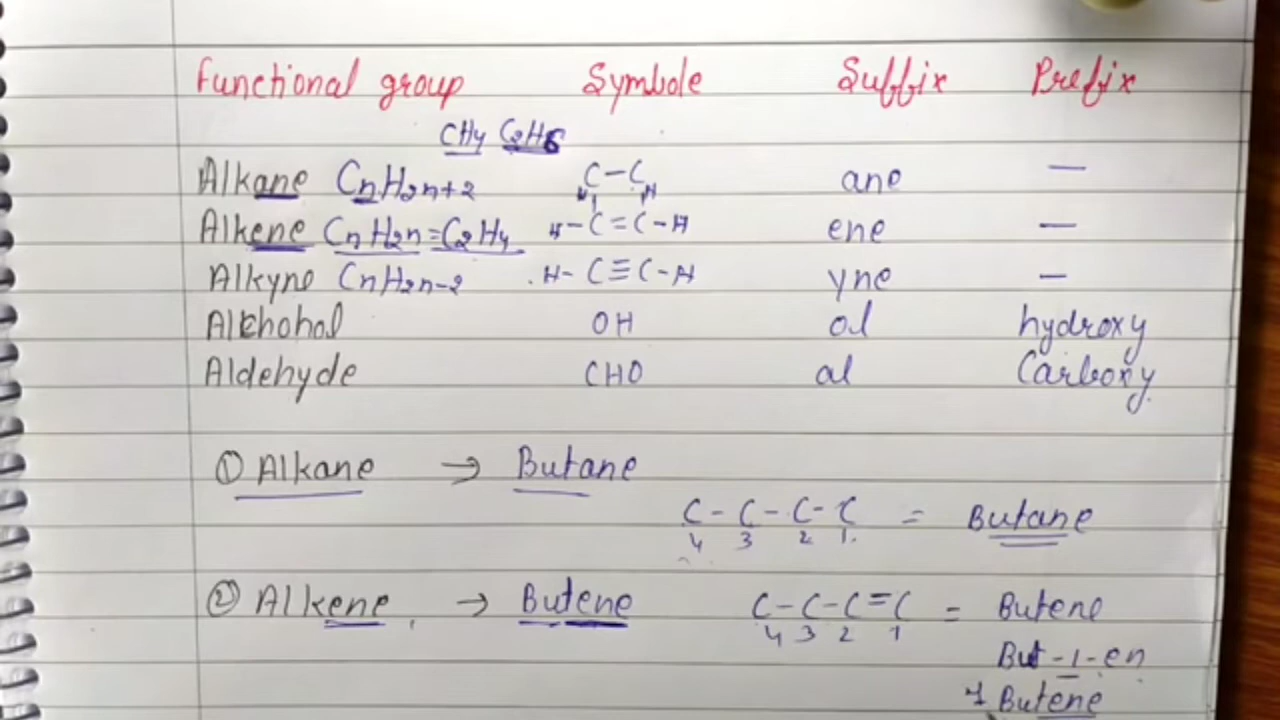 Functional group Symbole Suffix Prefix
CH4 C2H6
Alkane CnH2n+2 C-C ane —
H H
Alkene CnH2n=C2H4 H-C=C-H ene —
Alkyne CnH2n-2 H-C≡C-H yne —
Alchohol OH ol hydroxy
Aldehyde CHO al Carboxy
① Alkane → Butane
C-C-C-C = Butane
4 3 2 1
② Alkene → Butene C-C-C=C = Butene
4 3 2 1
But-1-en
1 Butene